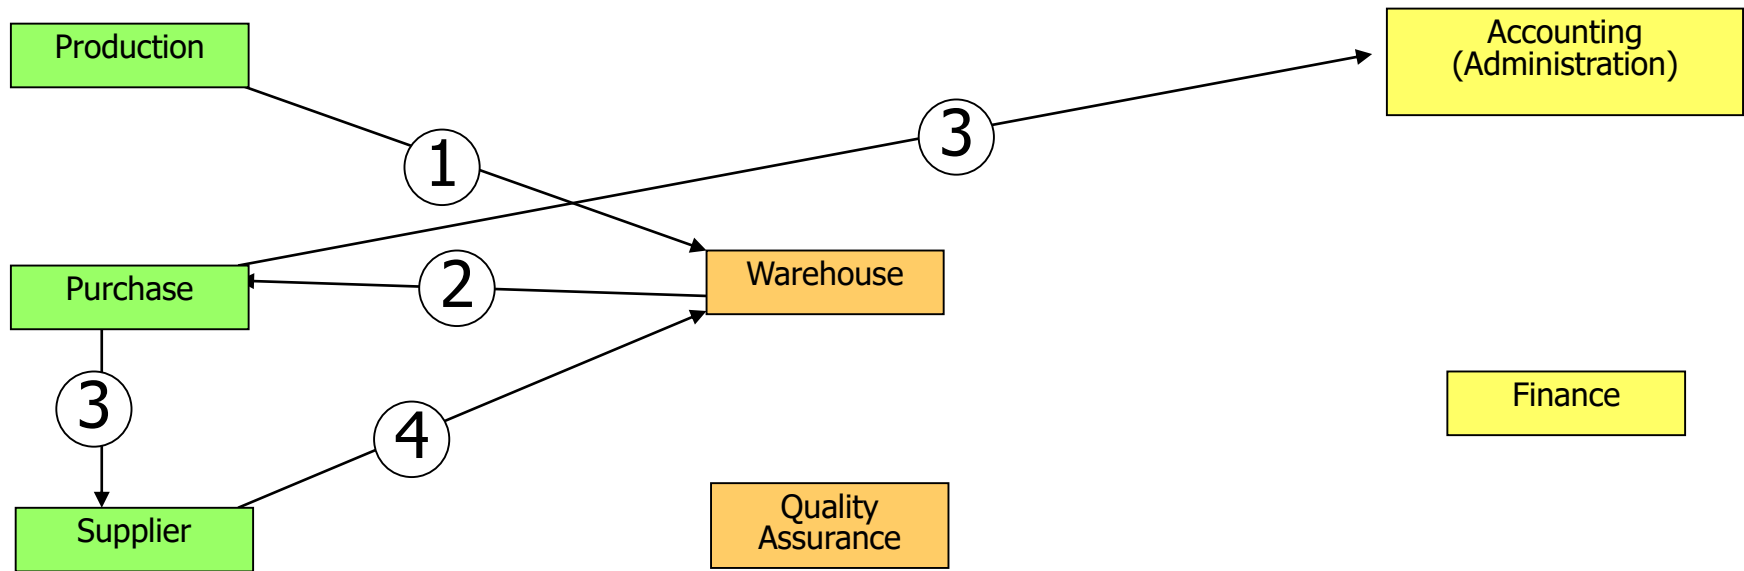 Production
Accounting
(Administration)
3
1
Warehouse
Purchase
2
3
Finance
4
Quality
Assurance
Supplier